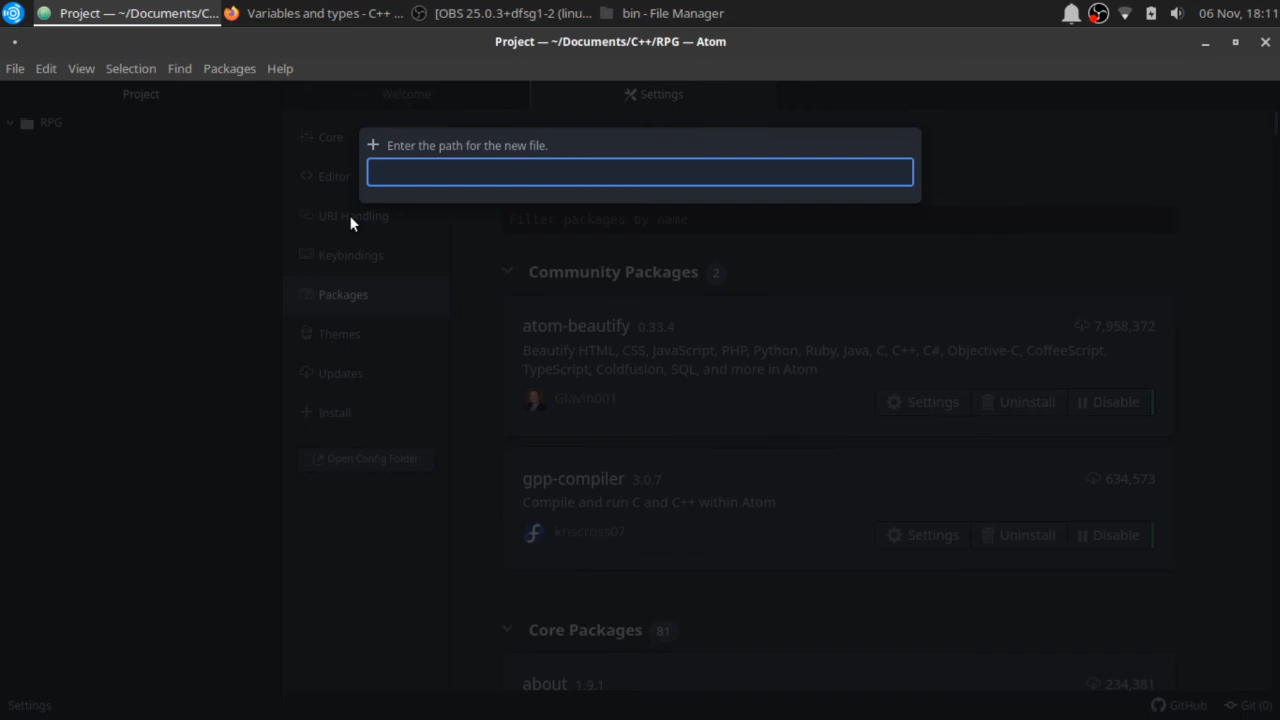 Project — ~/Documents/C...
Variables and types - C++ ...
[OBS 25.0.3+dfsg1-2 (linu...
bin - File Manager
06 Nov, 18:11
Project — ~/Documents/C++/RPG — Atom
File Edit View Selection Find Packages Help
Project
Welcome
Settings
RPG
Core
Enter the path for the new file.
Editor
URI Handling
Filter packages by name
Keybindings
Community Packages 2
Packages
atom-beautify 0.33.4
7,958,372
Themes
Beautify HTML, CSS, JavaScript, PHP, Python, Ruby, Java, C, C++, C#, Objective-C, CoffeeScript,
TypeScript, Coldfusion, SQL, and more in Atom
Updates
Glavin001
Settings Uninstall Disable
Install
Open Config Folder
gpp-compiler 3.0.7
634,573
Compile and run C and C++ within Atom
kriscross07
Settings Uninstall Disable
Core Packages 81
about 1.9.1
234,381
Settings
GitHub
Git (0)